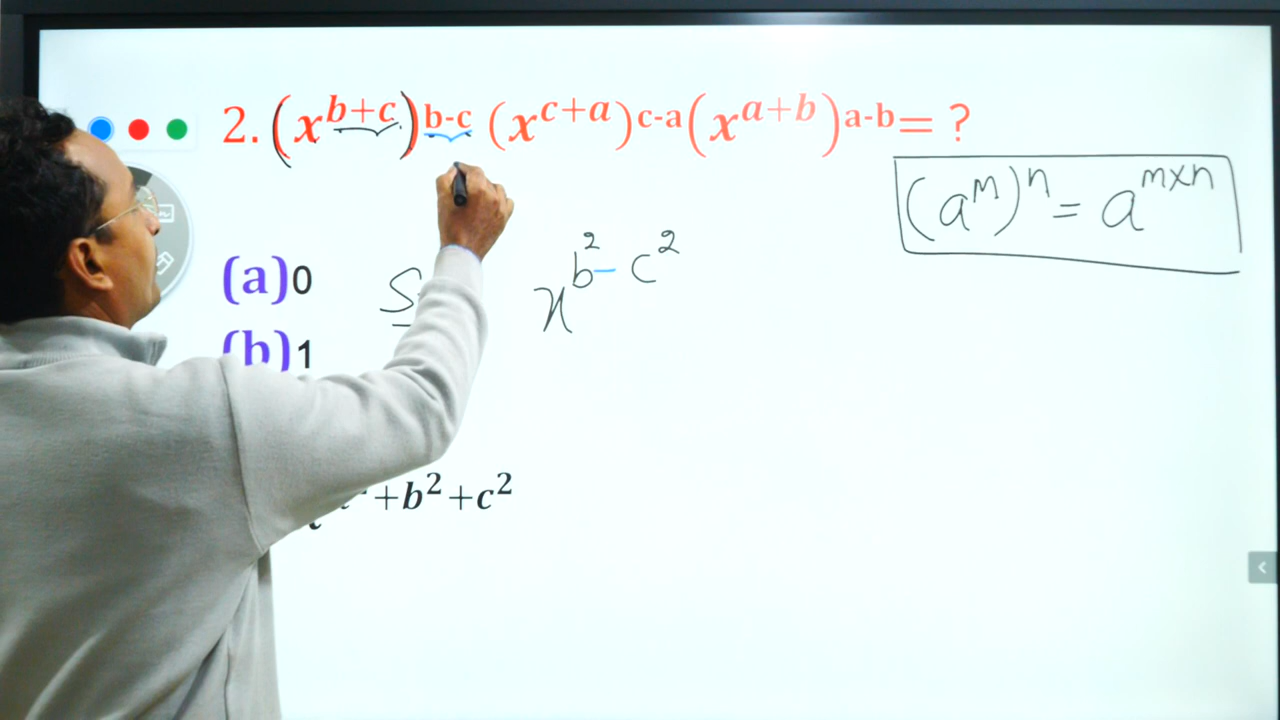 2. (x^{b+c})^{b-c} (x^{c+a})^{c-a} (x^{a+b})^{a-b} = ?
(a^m)^n = a^{m×n}
(a) 0
x^{b²-c²}
(b) 1
+b²+c²